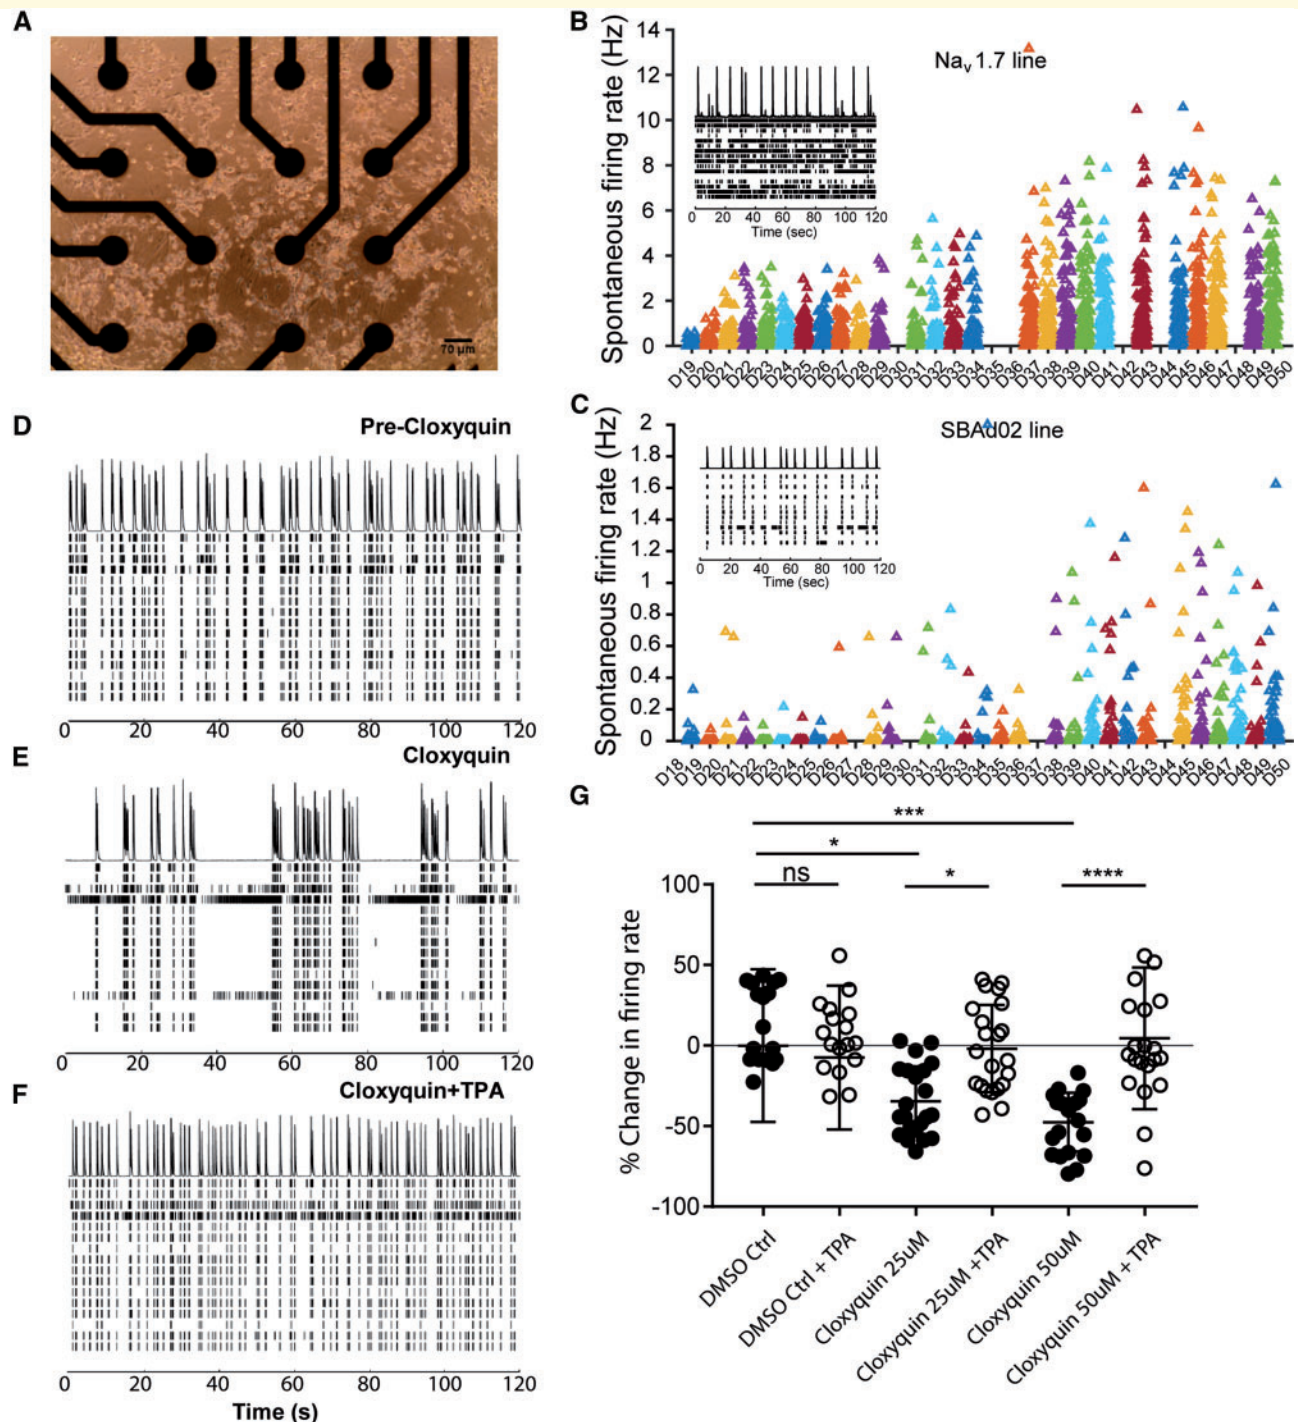 A
70 µm
B
Spontaneous firing rate (Hz)
14
12
10
8
6
4
2
0
Nav 1.7 line
0 20 40 60 80 100 120
Time (sec)
D19 D20 D21 D22 D23 D24 D25 D26 D27 D28 D29 D30 D31 D32 D33 D34 D35 D36 D37 D38 D39 D40 D41 D42 D43 D44 D45 D46 D47 D48 D49 D50
C
Spontaneous firing rate (Hz)
2
1.8
1.6
1.4
1.2
1
0.8
0.6
0.4
0.2
0
SBAd02 line
0 20 40 60 80 100 120
Time (sec)
D18 D19 D20 D21 D22 D23 D24 D25 D26 D27 D28 D29 D30 D31 D32 D33 D34 D35 D36 D37 D38 D39 D40 D41 D42 D43 D44 D45 D46 D47 D48 D49 D50
D
Pre-Cloxyquin
0 20 40 60 80 100 120
E
Cloxyquin
0 20 40 60 80 100 120
F
Cloxyquin+TPA
0 20 40 60 80 100 120
Time (s)
G
***
*
ns
*
****
% Change in firing rate
100
50
0
-50
-100
DMSO Ctrl
DMSO Ctrl + TPA
Cloxyquin 25uM
Cloxyquin 25uM +TPA
Cloxyquin 50uM
Cloxyquin 50uM + TPA